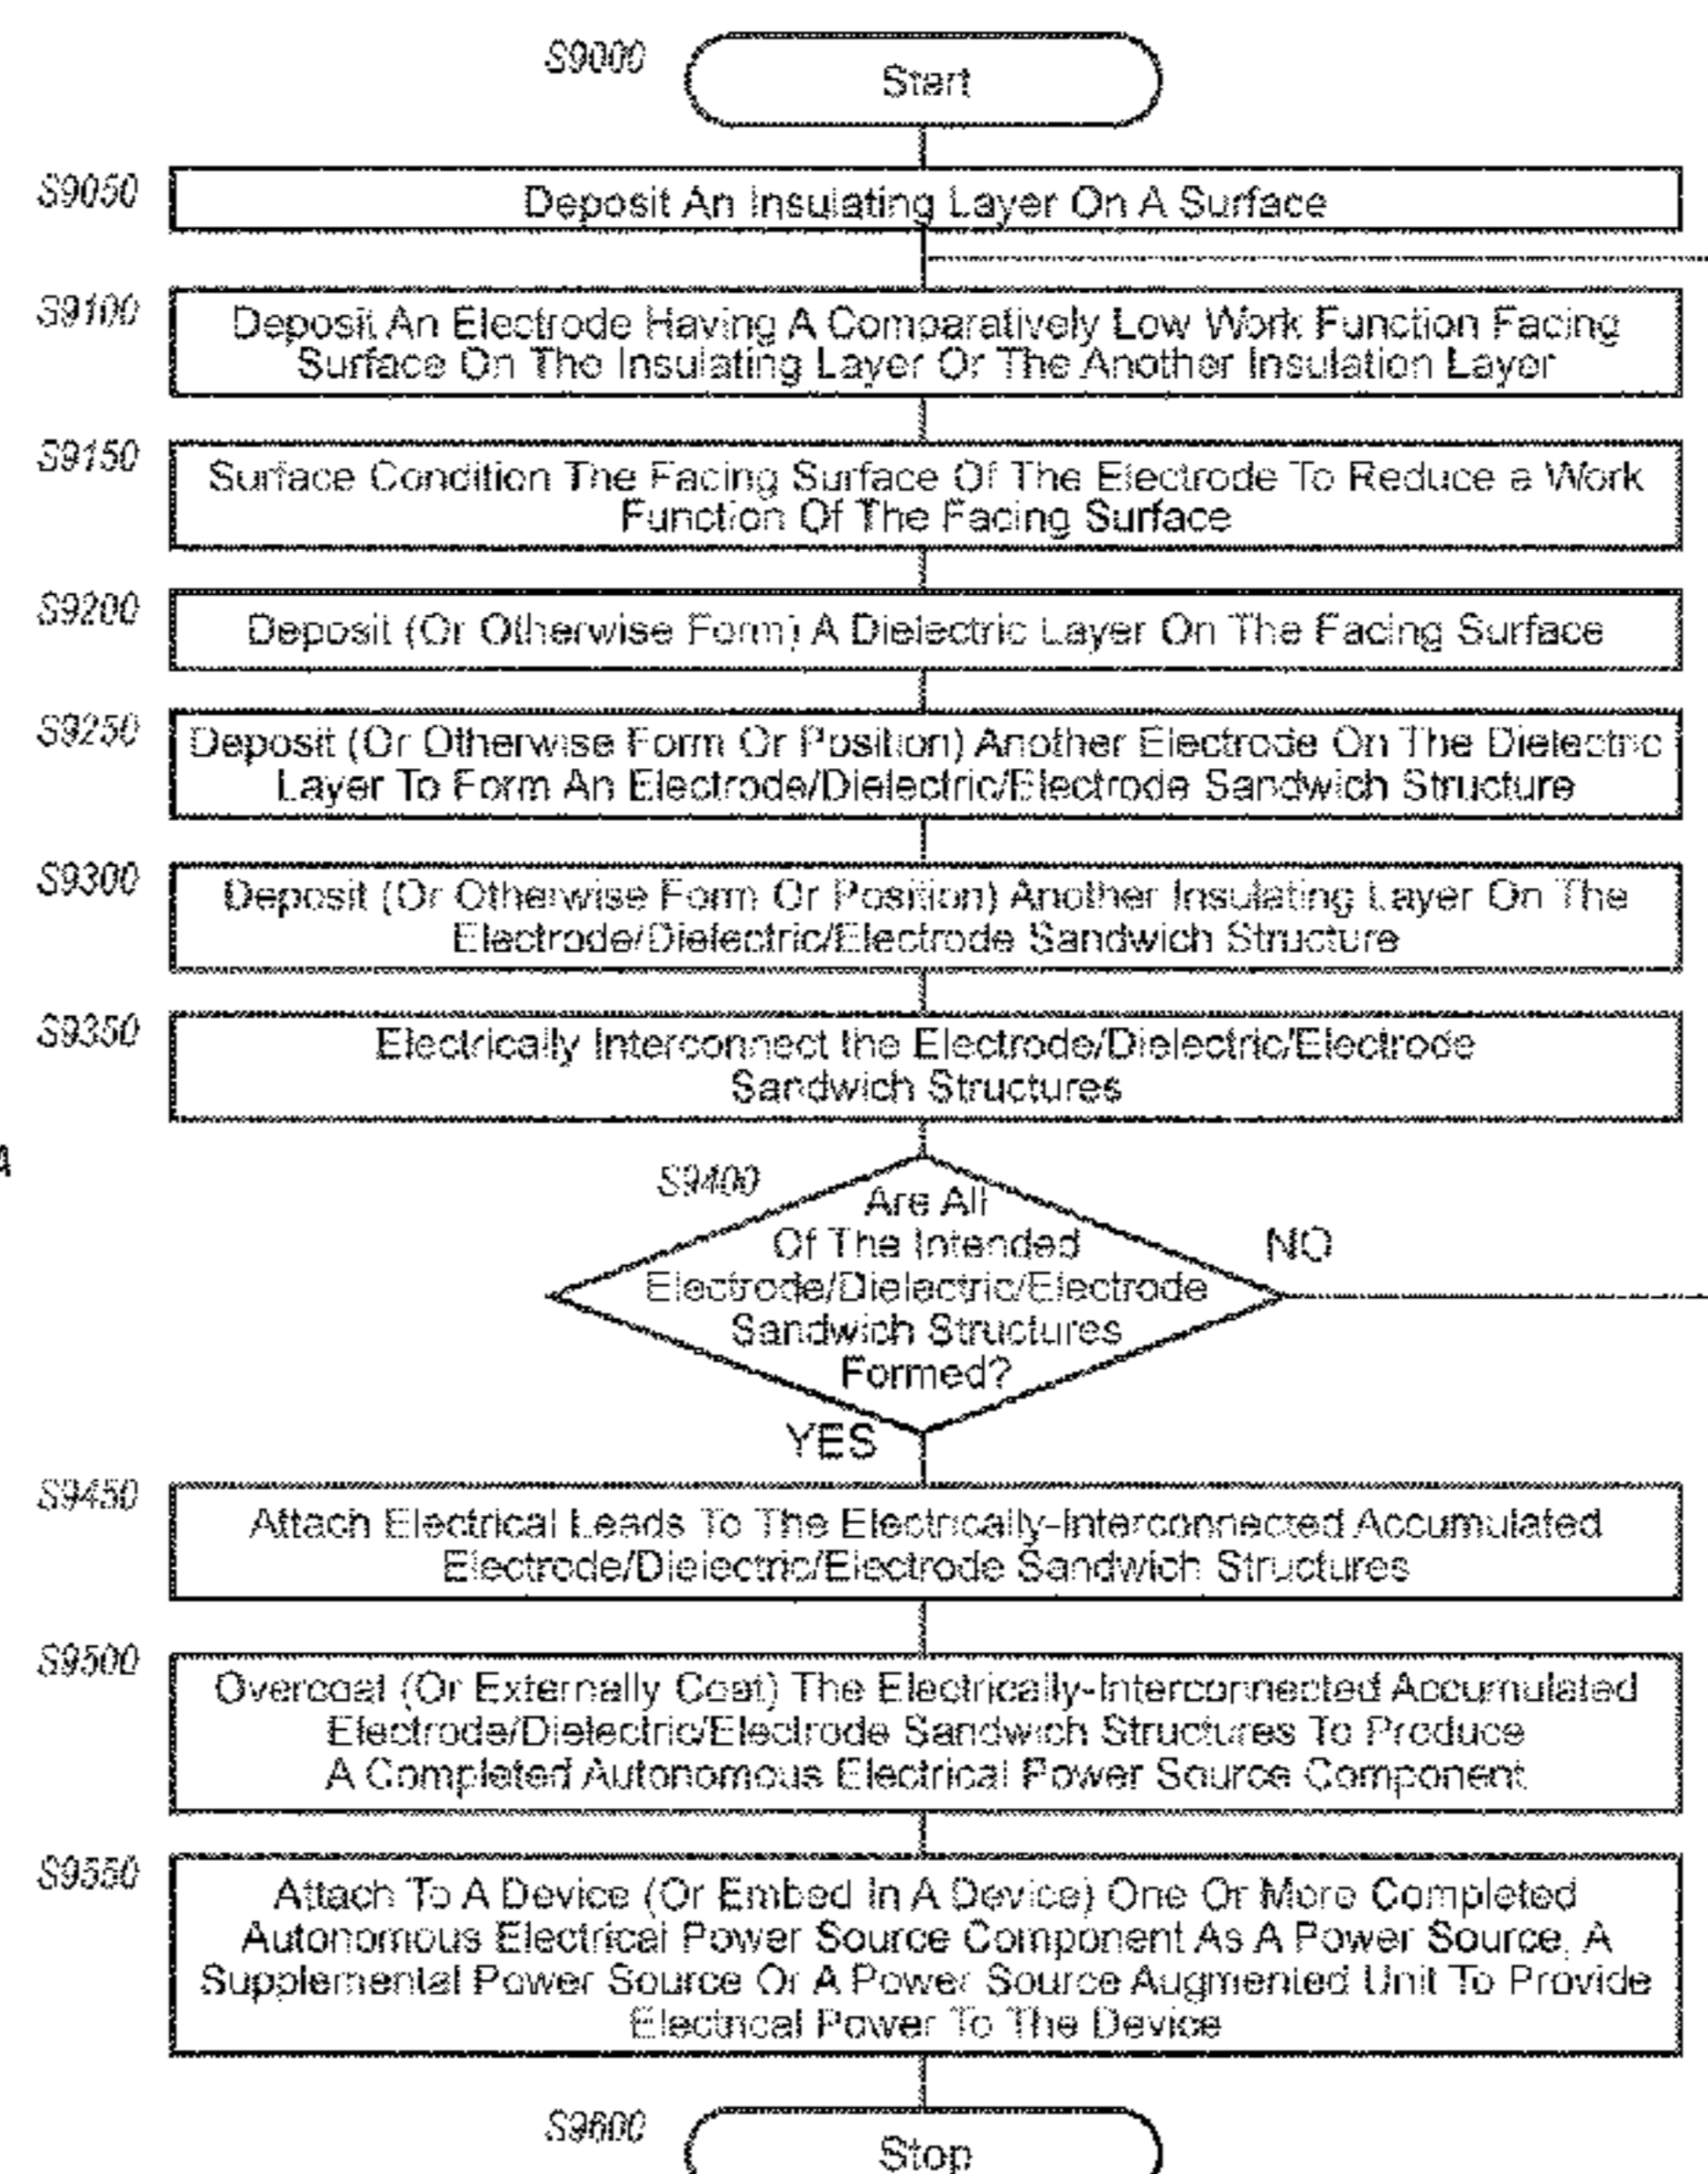 S9000
Start
S9050
Deposit An Insulating Layer On A Surface
S9100
Deposit An Electrode Having A Comparatively Low Work Function Facing
Surface On The Insulating Layer Or The Another Insulation Layer
S9150
Surface Condition The Facing Surface Of The Electrode To Reduce a Work
Function Of The Facing Surface
S9200
Deposit (Or Otherwise Form) A Dielectric Layer On The Facing Surface
S9250
Deposit (Or Otherwise Form Or Position) Another Electrode On The Dielectric
Layer To Form An Electrode/Dielectric/Electrode Sandwich Structure
S9300
Deposit (Or Otherwise Form Or Position) Another Insulating Layer On The
Electrode/Dielectric/Electrode Sandwich Structure
S9350
Electrically Interconnect the Electrode/Dielectric/Electrode
Sandwich Structures
A
S9400
Are All
Of The Intended
Electrode/Dielectric/Electrode
Sandwich Structures
Formed?
NO
YES
S9450
Attach Electrical Leads To The Electrically-Interconnected Accumulated
Electrode/Dielectric/Electrode Sandwich Structures
S9500
Overcoat (Or Externally Coat) The Electrically-Interconnected Accumulated
Electrode/Dielectric/Electrode Sandwich Structures To Produce
A Completed Autonomous Electrical Power Source Component
S9550
Attach To A Device (Or Embed In A Device) One Or More Completed
Autonomous Electrical Power Source Component As A Power Source, A
Supplemental Power Source Or A Power Source Augmented Unit To Provide
Electrical Power To The Device
S9600
Stop